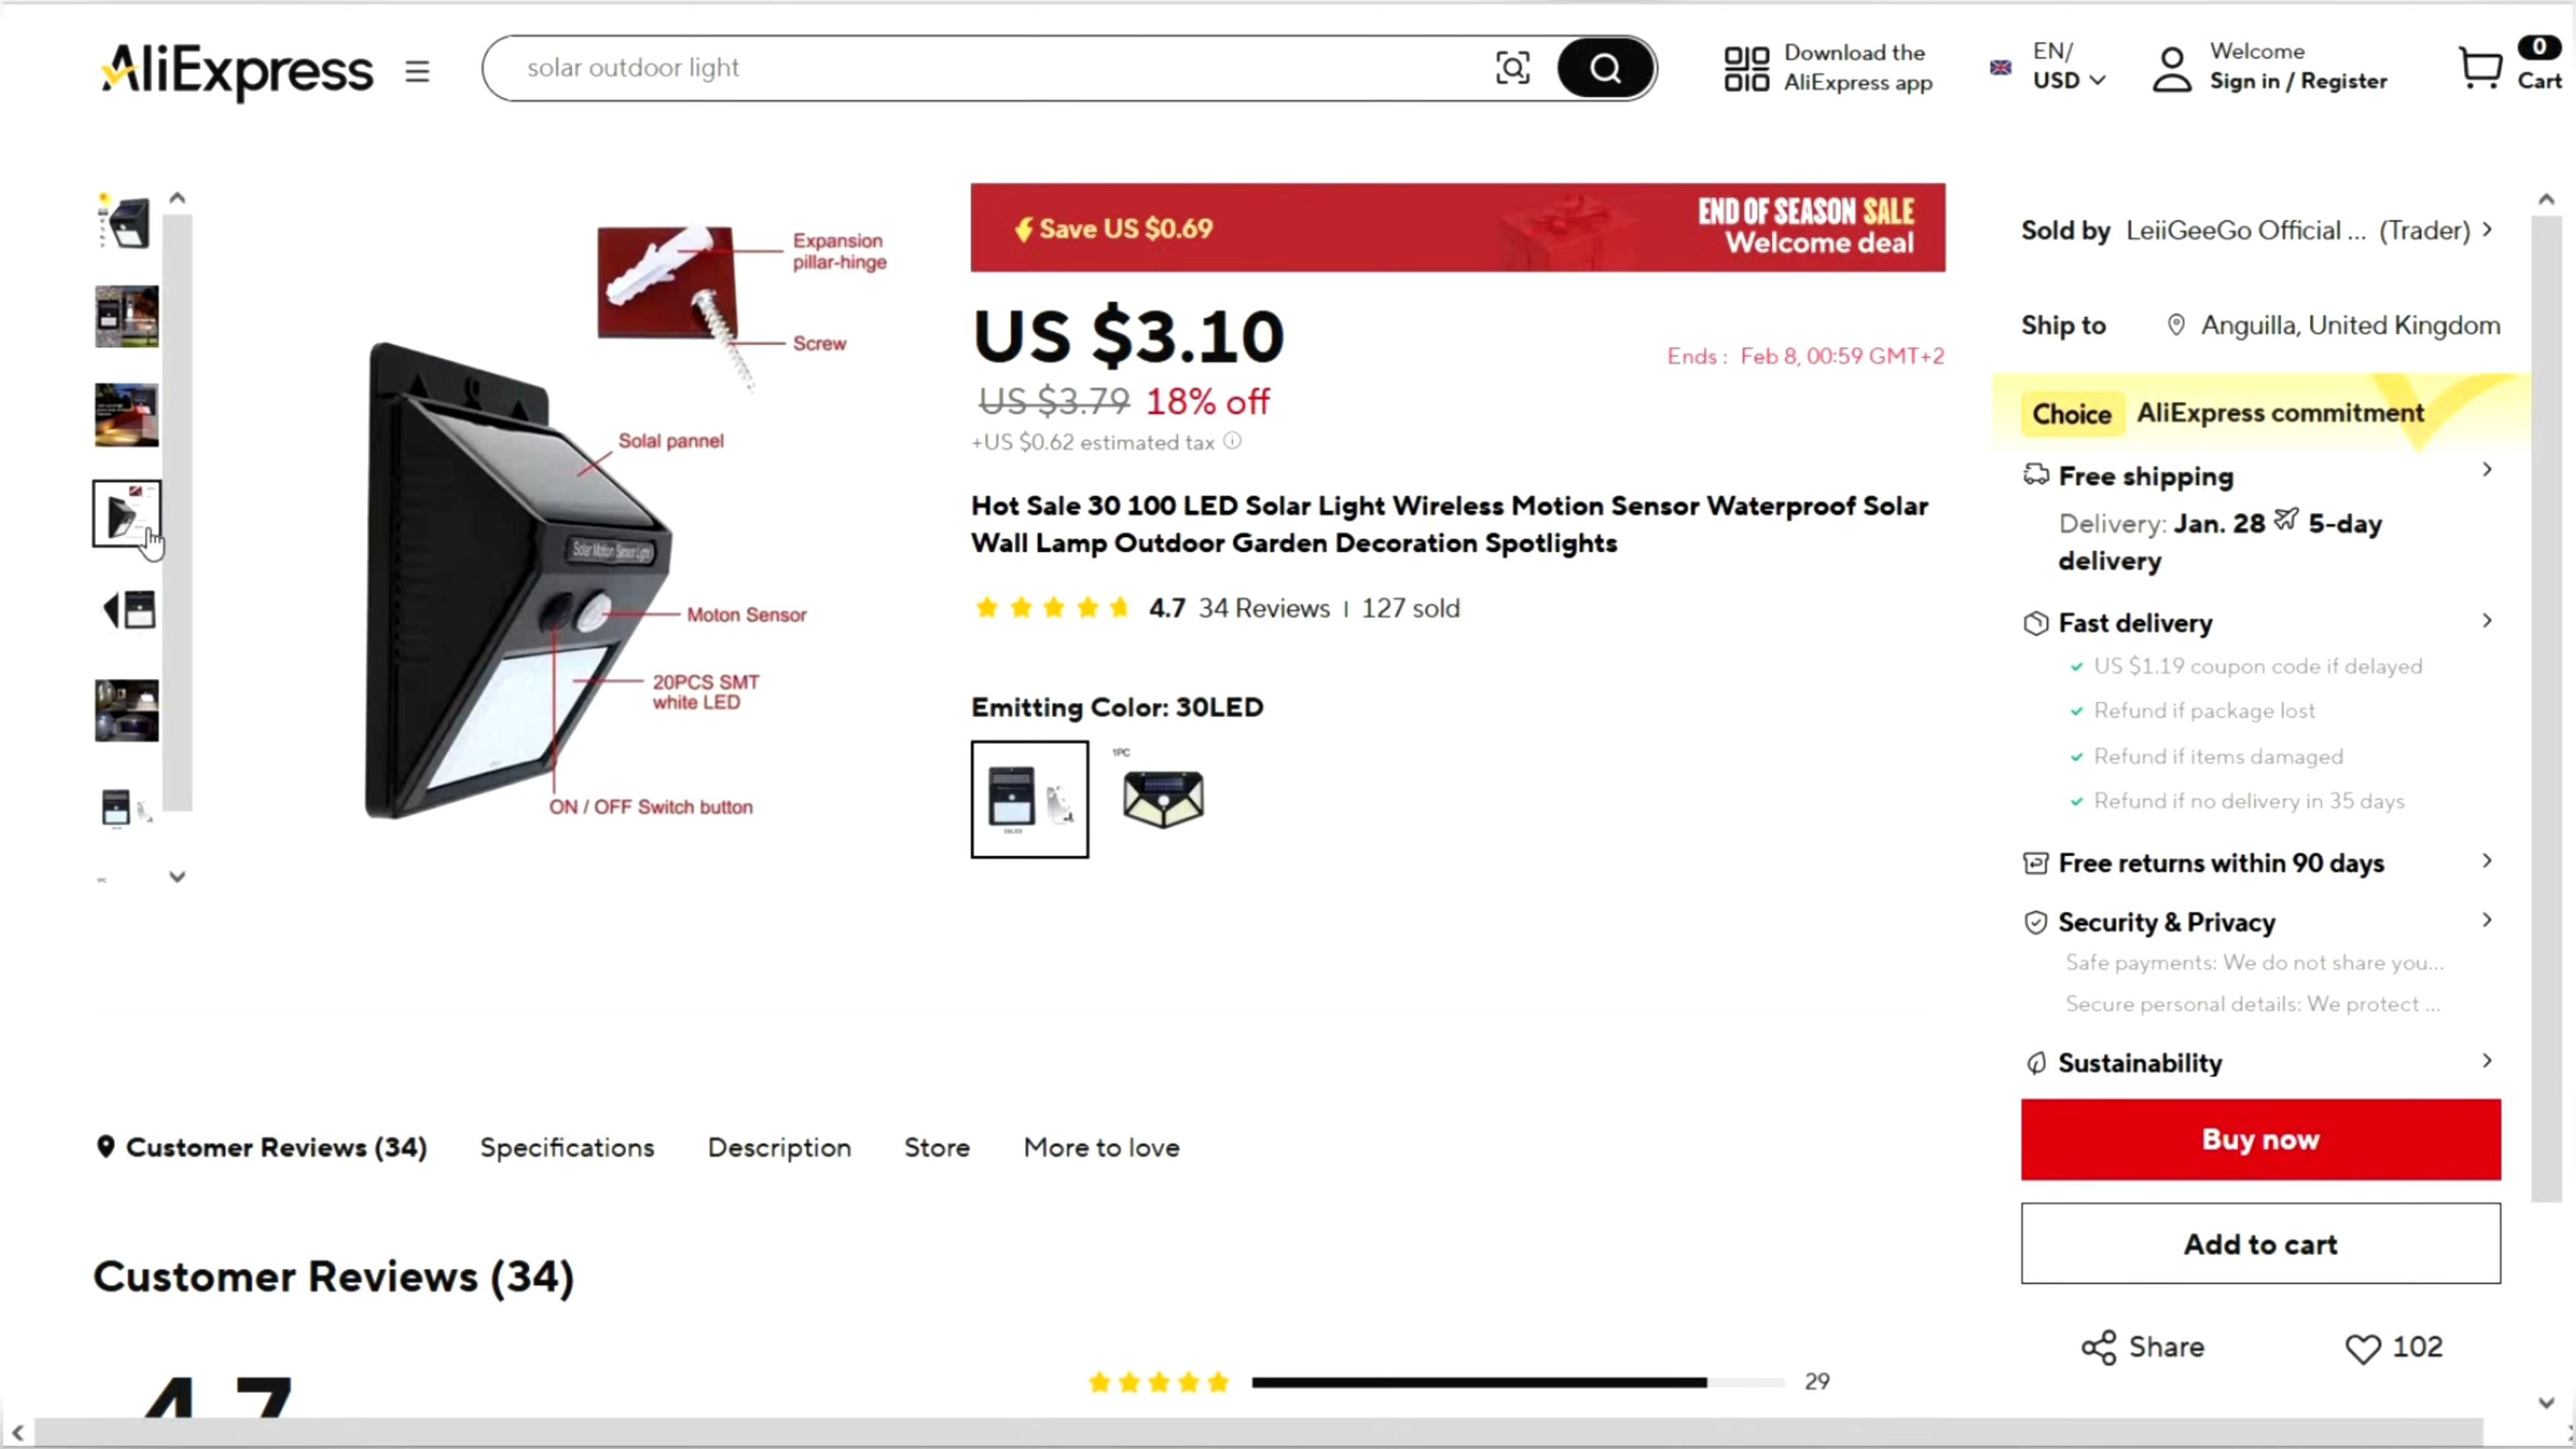 AliExpress
solar outdoor light
Download the
AliExpress app
EN/
USD
Welcome
Sign in / Register
0
Cart
Expansion
pillar-hinge
Screw
Solal pannel
Solar Motion Sensor Light
Moton Sensor
20PCS SMT
white LED
ON / OFF Switch button
Save US $0.69
END OF SEASON SALE
Welcome deal
US $3.10
Ends : Feb 8, 00:59 GMT+2
US $3.79 18% off
+US $0.62 estimated tax
Hot Sale 30 100 LED Solar Light Wireless Motion Sensor Waterproof Solar
Wall Lamp Outdoor Garden Decoration Spotlights
4.7 34 Reviews | 127 sold
Emitting Color: 30LED
1PC
Sold by LeiiGeeGo Official ... (Trader)
Ship to Anguilla, United Kingdom
Choice AliExpress commitment
Free shipping
Delivery: Jan. 28 5-day
delivery
Fast delivery
US $1.19 coupon code if delayed
Refund if package lost
Refund if items damaged
Refund if no delivery in 35 days
Free returns within 90 days
Security & Privacy
Safe payments: We do not share you...
Secure personal details: We protect ...
Sustainability
Buy now
Add to cart
Share 102
Customer Reviews (34) Specifications Description Store More to love
Customer Reviews (34)
4.7
29